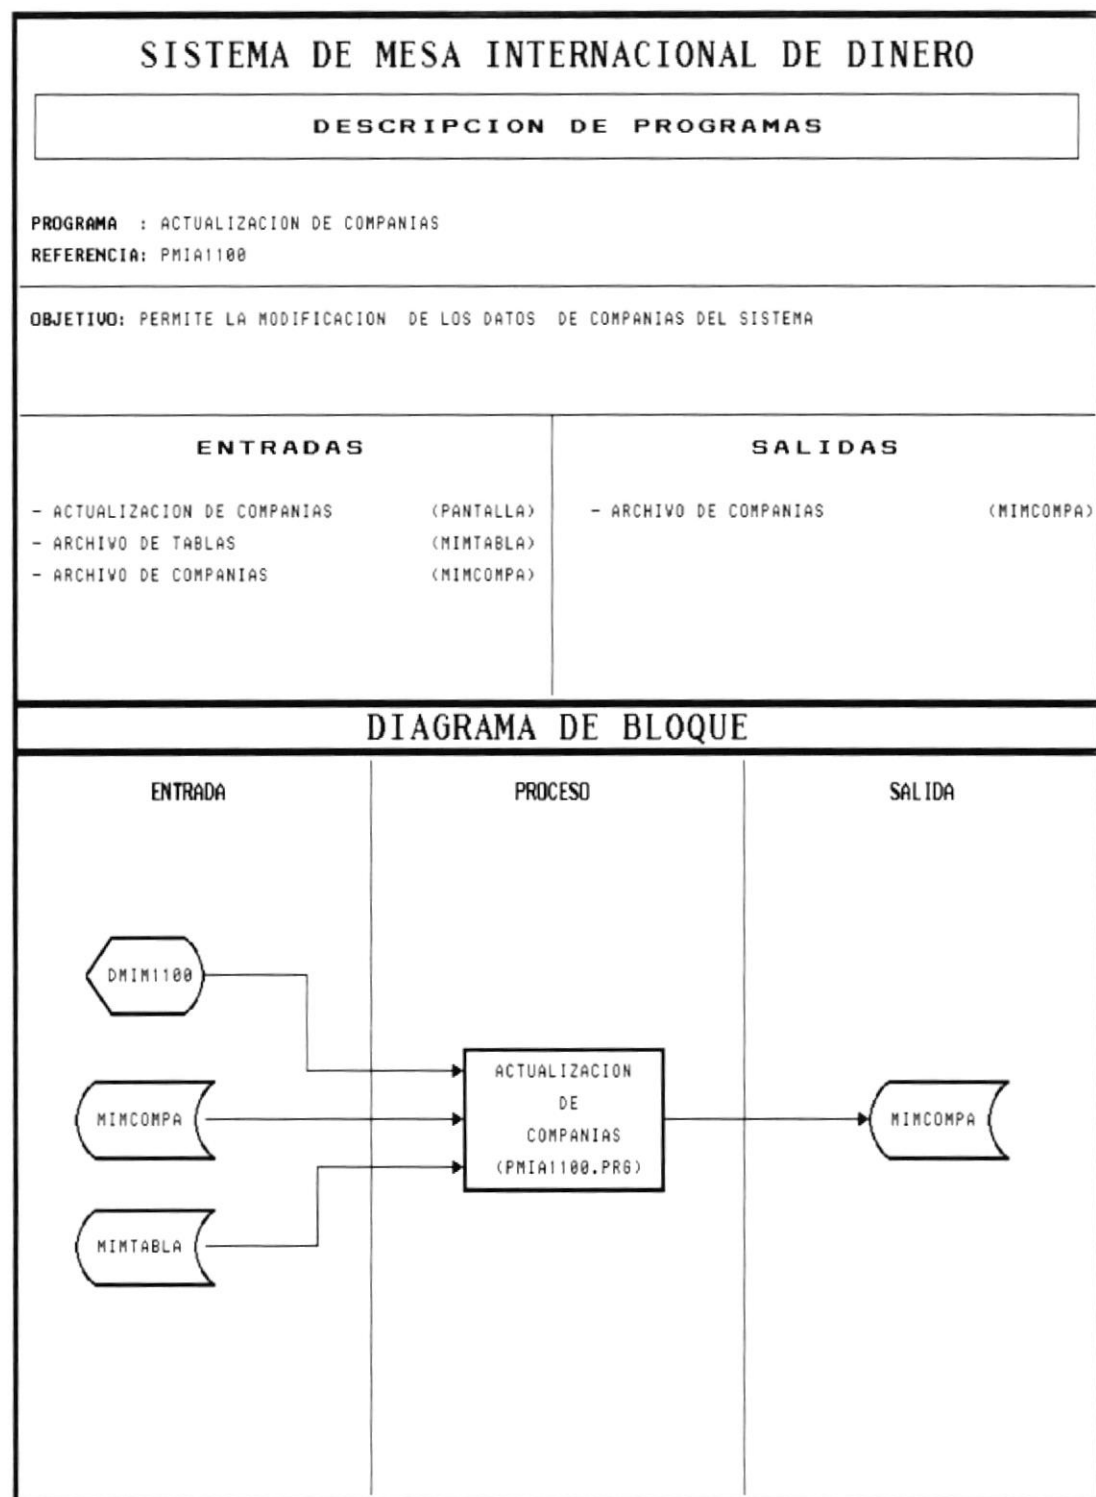 SISTEMA DE MESA INTERNACIONAL DE DINERO
DESCRIPCION DE PROGRAMAS
PROGRAMA : ACTUALIZACION DE COMPANIAS
REFERENCIA: PMIA1100
OBJETIVO: PERMITE LA MODIFICACION DE LOS DATOS DE COMPANIAS DEL SISTEMA
ENTRADAS
- ACTUALIZACION DE COMPANIAS (PANTALLA)
- ARCHIVO DE TABLAS (MIMTABLA)
- ARCHIVO DE COMPANIAS (MIMCOMPA)
SALIDAS
- ARCHIVO DE COMPANIAS (MIMCOMPA)
DIAGRAMA DE BLOQUE
ENTRADA
PROCESO
SALIDA
DMIM1100
MIMCOMPA
MIMTABLA
ACTUALIZACION
DE
COMPANIAS
(PMIA1100.PRG)
MIMCOMPA